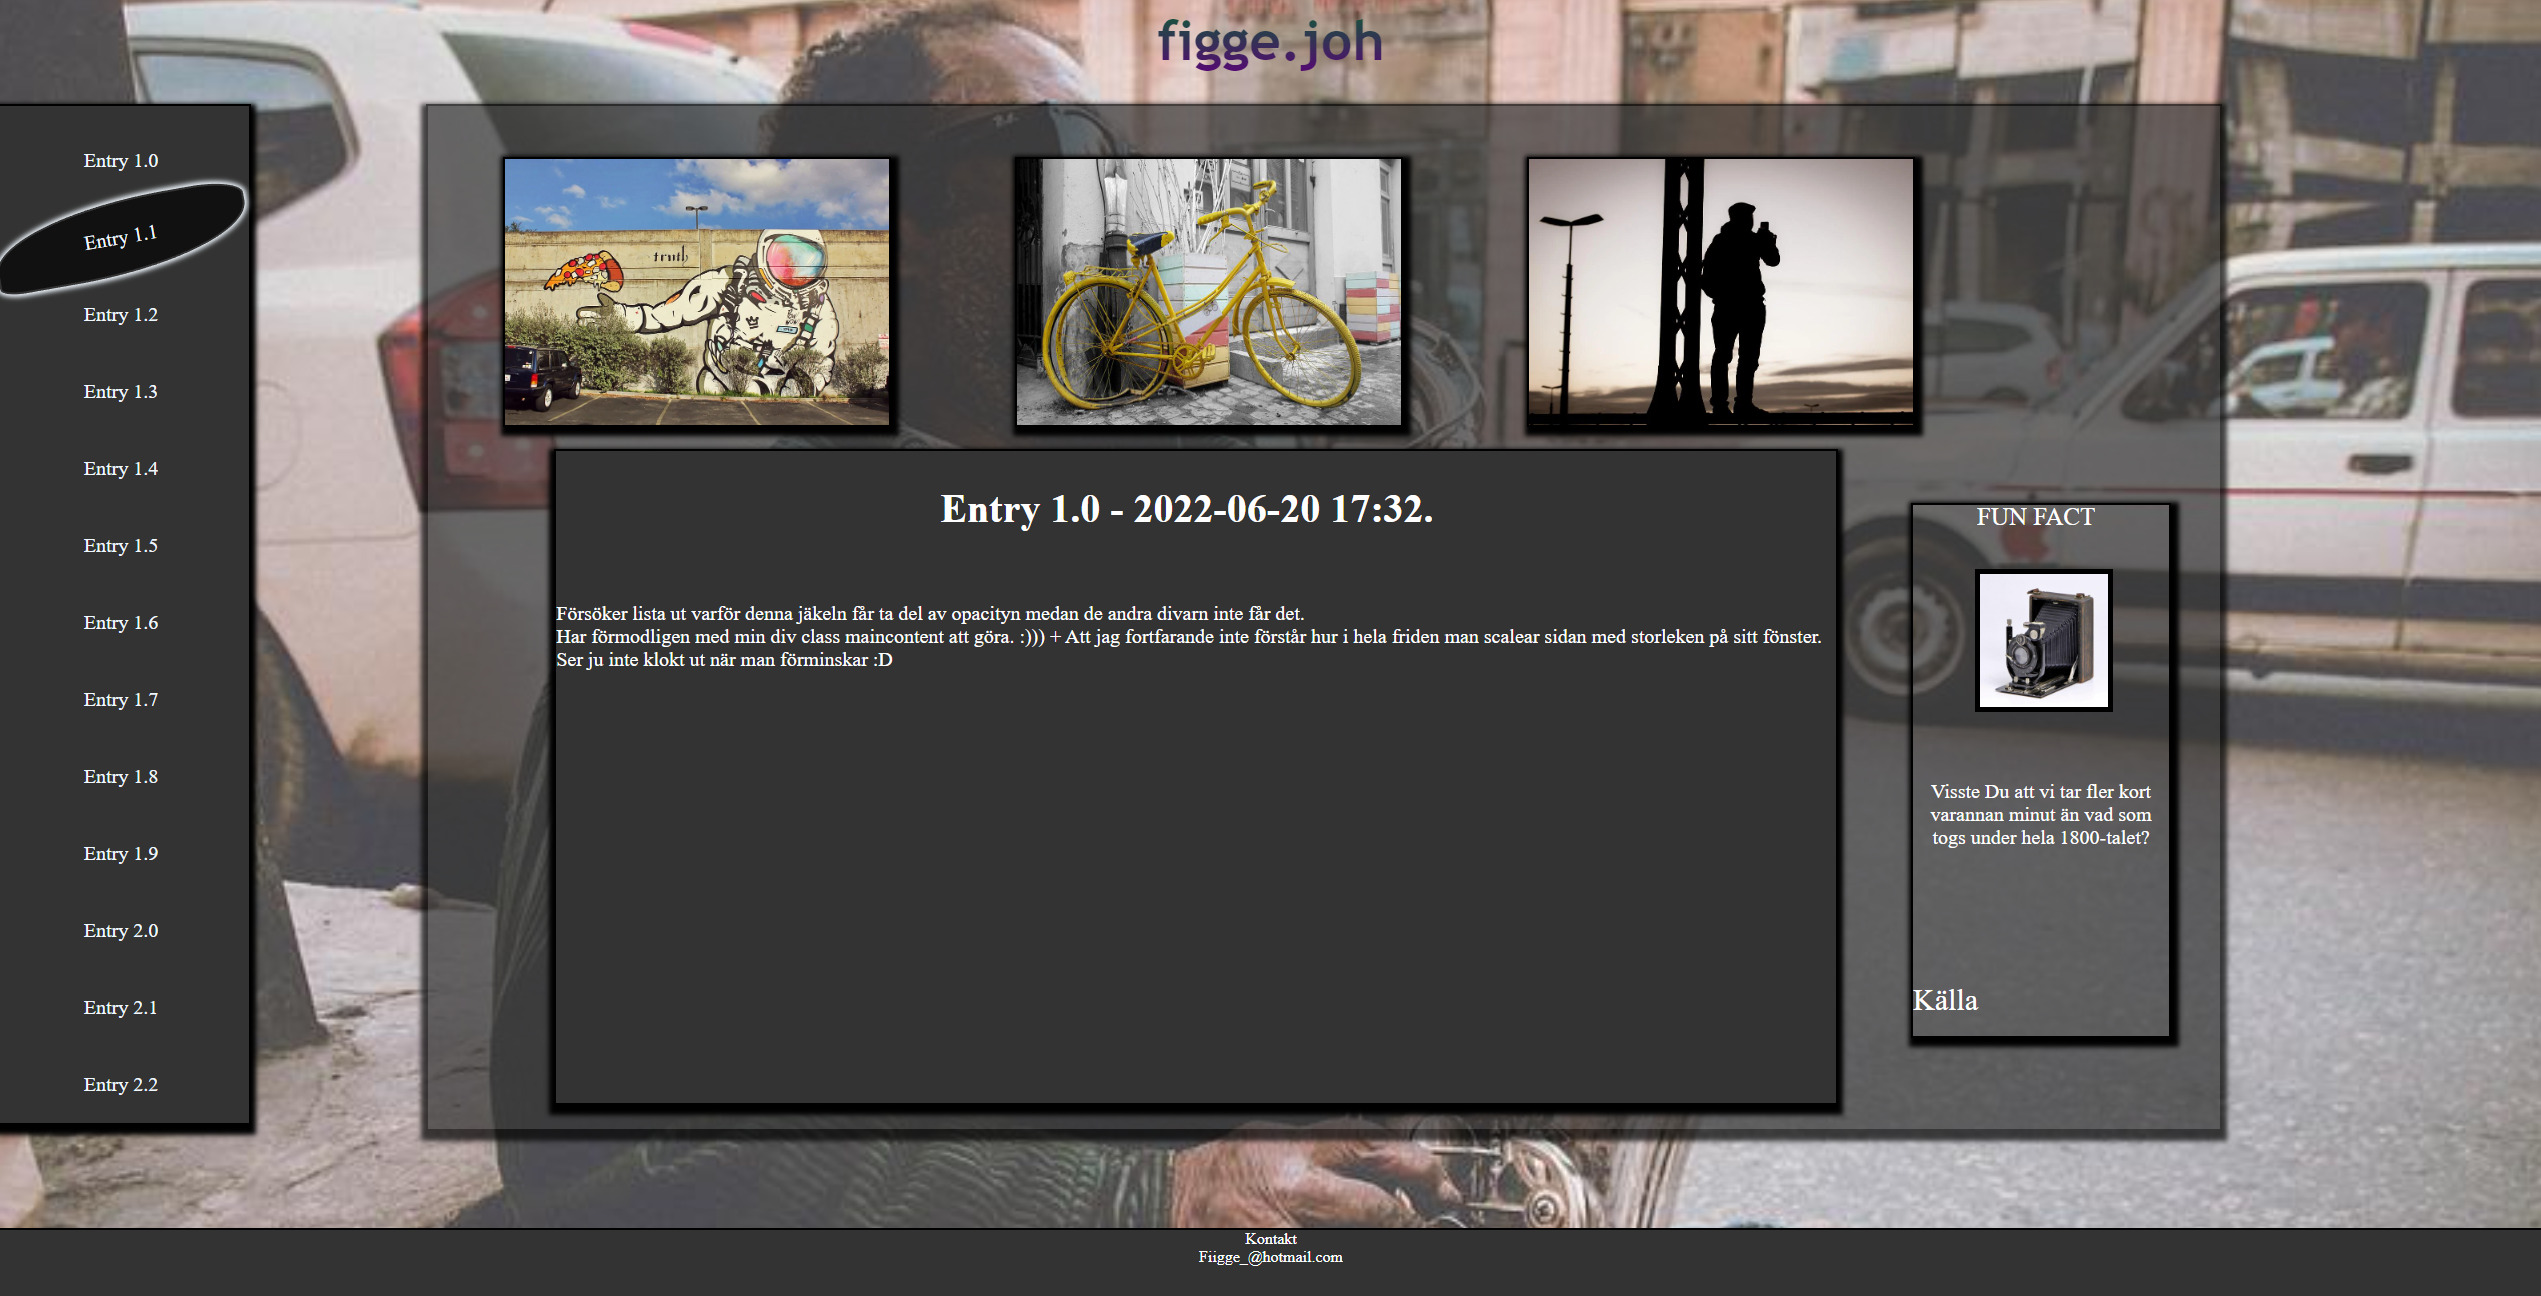 figge.joh
Entry 1.0
Entry 1.1
Entry 1.2
Entry 1.3
Entry 1.4
Entry 1.5
Entry 1.6
Entry 1.7
Entry 1.8
Entry 1.9
Entry 2.0
Entry 2.1
Entry 2.2
truth
Entry 1.0 - 2022-06-20 17:32.
Försöker lista ut varför denna jäkeln får ta del av opacityn medan de andra divarn inte får det.
Har förmodligen med min div class maincontent att göra. :))) + Att jag fortfarande inte förstår hur i hela friden man scalear sidan med storleken på sitt fönster.
Ser ju inte klokt ut när man förminskar :D
FUN FACT
Visste Du att vi tar fler kort
varannan minut än vad som
togs under hela 1800-talet?
Källa
Kontakt
Fiigge_@hotmail.com